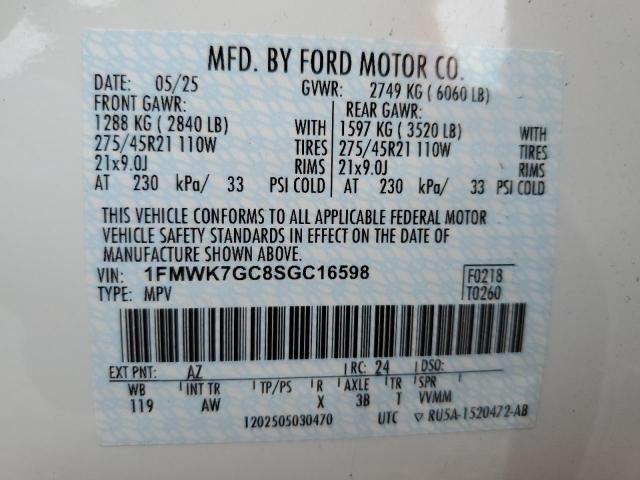 MFD. BY FORD MOTOR CO.
DATE: 05/25 GVWR: 2749 KG ( 6060 LB)
FRONT GAWR: REAR GAWR:
1288 KG ( 2840 LB) WITH 1597 KG ( 3520 LB) WITH
275/45R21 110W TIRES 275/45R21 110W TIRES
21x9.0J RIMS 21x9.0J RIMS
AT 230 kPa/ 33 PSI COLD AT 230 kPa/ 33 PSI COLD
THIS VEHICLE CONFORMS TO ALL APPLICABLE FEDERAL MOTOR
VEHICLE SAFETY STANDARDS IN EFFECT ON THE DATE OF
MANUFACTURE SHOWN ABOVE.
VIN: 1FMWK7GC8SGC16598 F0218
TYPE: MPV T0260
EXT PNT: AZ RC: 24 DSO:
WB INT TR TP/PS R AXLE TR SPR
119 AW X 3B T VVMM
1202505030470 UTC ▽ RU5A-1520472-AB